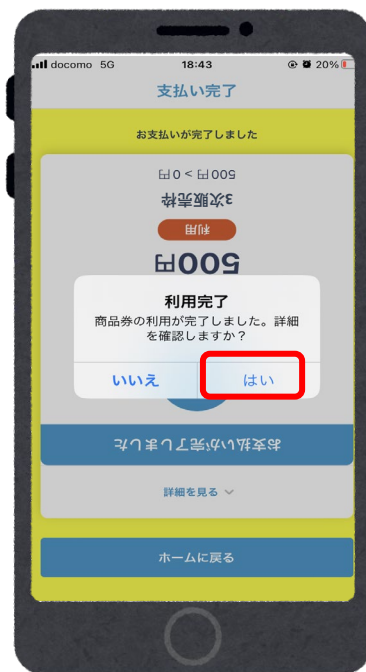 docomo 5G 18:43 20%
支払い完了
お支払いが完了しました
500円 > 0円
3次販売枠
利用
500円
利用完了
商品券の利用が完了しました。詳細
を確認しますか？
いいえ はい
お支払いが完了しました
詳細を見る
ホームに戻る